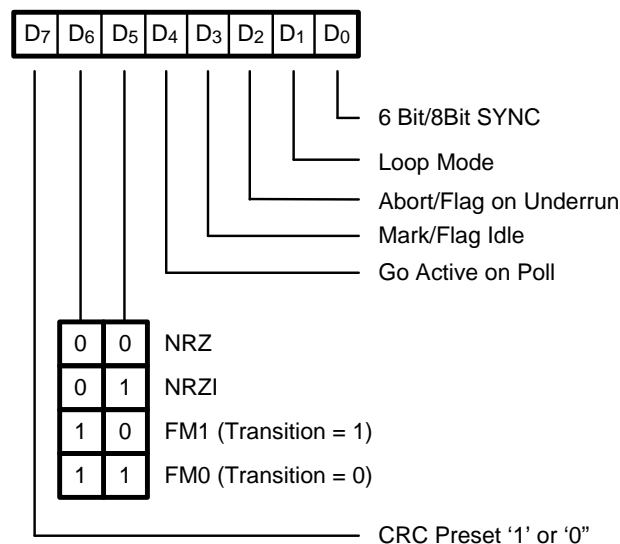 D7 D6 D5 D4 D3 D2 D1 D0
6 Bit/8Bit SYNC
Loop Mode
Abort/Flag on Underrun
Mark/Flag Idle
Go Active on Poll
0 0 NRZ
0 1 NRZI
1 0 FM1 (Transition = 1)
1 1 FM0 (Transition = 0)
CRC Preset ‘1’ or ‘0”